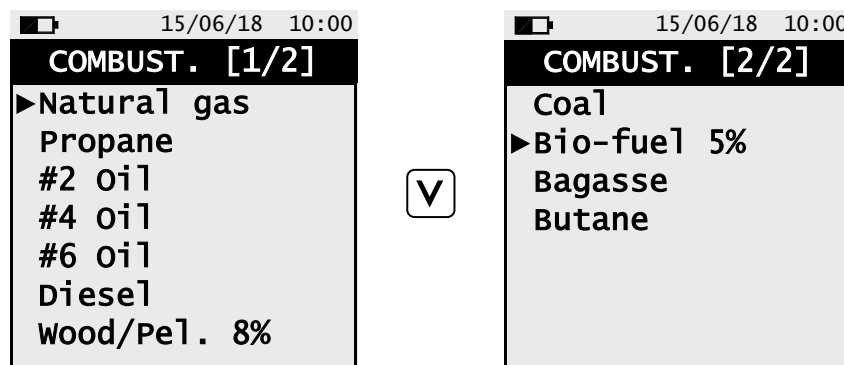 15/06/18 10:00
COMBUST. [1/2]
►Natural gas
Propane
#2 Oil
#4 Oil
#6 Oil
Diesel
Wood/Pel. 8%
V
15/06/18 10:00
COMBUST. [2/2]
Coal
►Bio-fuel 5%
Bagasse
Butane